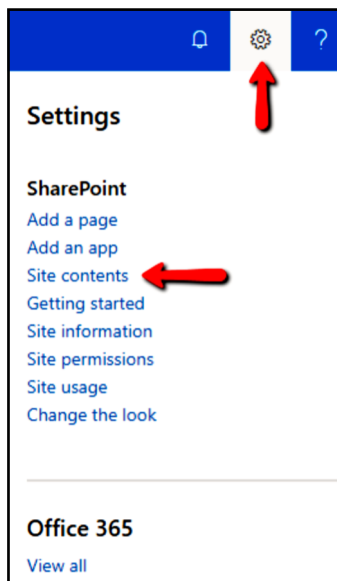 ?
Settings
SharePoint
Add a page
Add an app
Site contents
Getting started
Site information
Site permissions
Site usage
Change the look
Office 365
View all